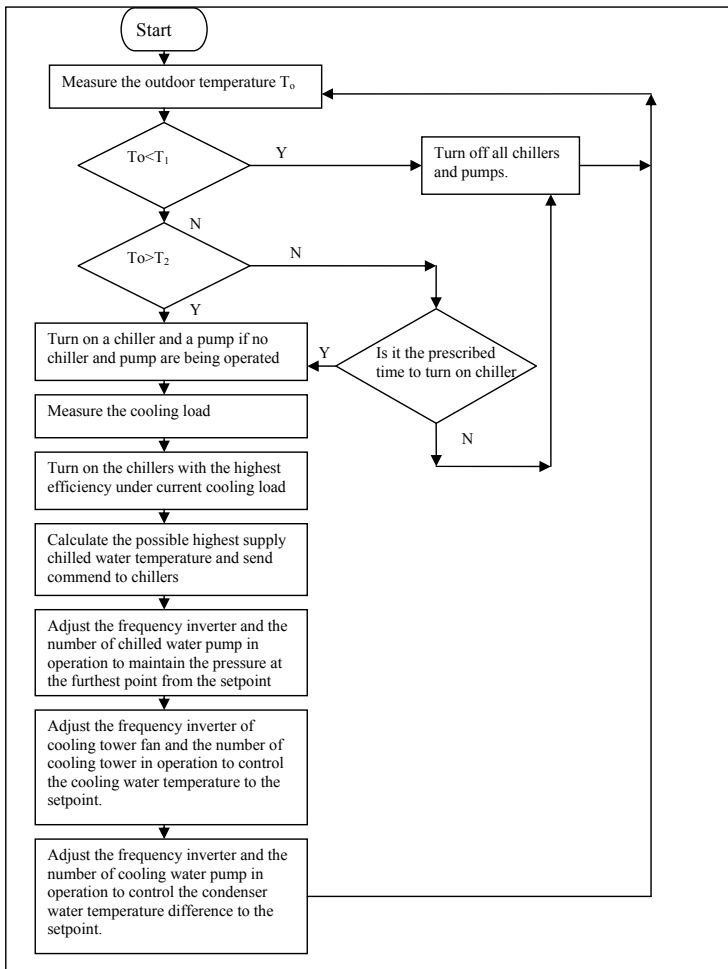 Start
Measure the outdoor temperature To
To<T1
Y
Turn off all chillers
and pumps.
N
To>T2
N
Y
Turn on a chiller and a pump if no
chiller and pump are being operated
Y
Is it the prescribed
time to turn on chiller
N
Measure the cooling load
Turn on the chillers with the highest
efficiency under current cooling load
Calculate the possible highest supply
chilled water temperature and send
commend to chillers
Adjust the frequency inverter and the
number of chilled water pump in
operation to maintain the pressure at
the furthest point from the setpoint
Adjust the frequency inverter of
cooling tower fan and the number of
cooling tower in operation to control
the cooling water temperature to the
setpoint.
Adjust the frequency inverter and the
number of cooling water pump in
operation to control the condenser
water temperature difference to the
setpoint.